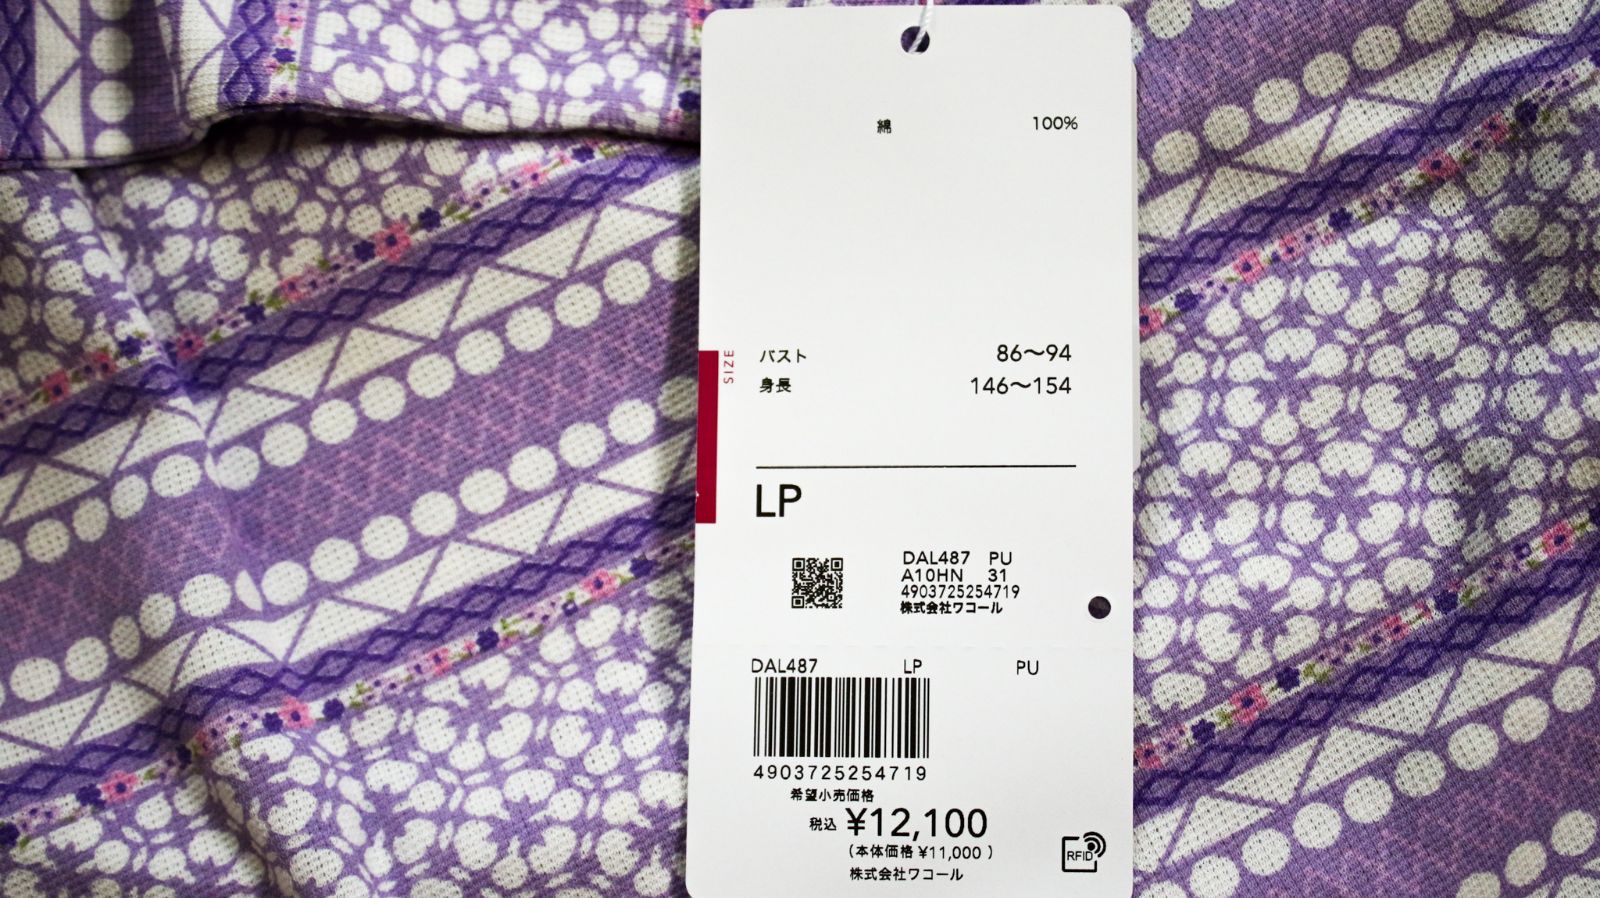 綿 100%
SIZE
バスト 86〜94
身長 146〜154
LP
DAL487 PU
A10HN 31
4903725254719
株式会社ワコール
DAL487 LP PU
4903725254719
希望小売価格
税込 ¥12,100
(本体価格 ¥11,000 )
株式会社ワコール
RFID